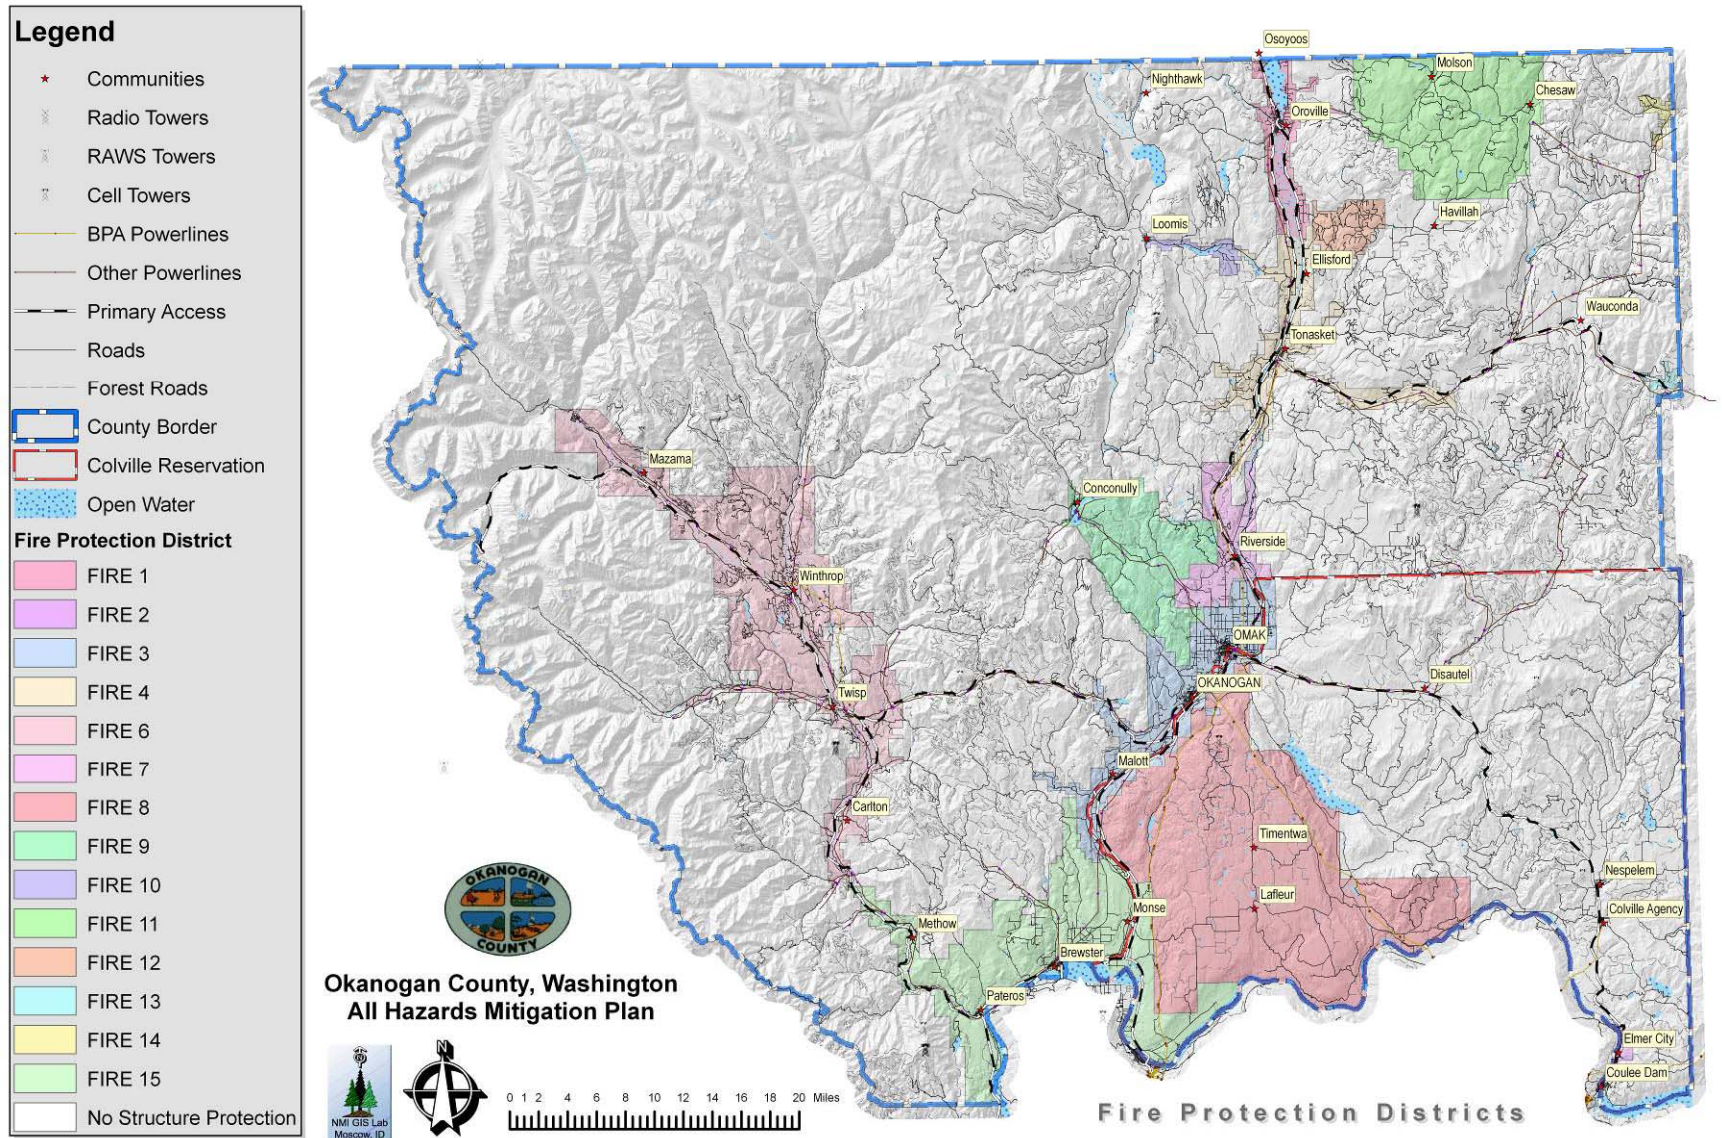 Legend
Communities
Radio Towers
RAWS Towers
Cell Towers
BPA Powerlines
Other Powerlines
Primary Access
Roads
Forest Roads
County Border
Colville Reservation
Open Water
Fire Protection District
FIRE 1
FIRE 2
FIRE 3
FIRE 4
FIRE 6
FIRE 7
FIRE 8
FIRE 9
FIRE 10
FIRE 11
FIRE 12
FIRE 13
FIRE 14
FIRE 15
No Structure Protection
Osoyoos
Molson
Nighthawk
Chesaw
Oroville
Havillah
Loomis
Ellisford
Wauconda
Tonasket
Mazama
Conconully
Riverside
Winthrop
OMAK
Disautel
OKANOGAN
Twisp
Malott
Carlton
Timentwa
Nespelem
Lafleur
Monse
Colville Agency
Methow
Brewster
Pateros
Elmer City
Coulee Dam
OKANOGAN
COUNTY
Okanogan County, Washington
All Hazards Mitigation Plan
N
NMI GIS Lab
Moscow, ID
0 1 2 4 6 8 10 12 14 16 18 20 Miles
Fire Protection Districts